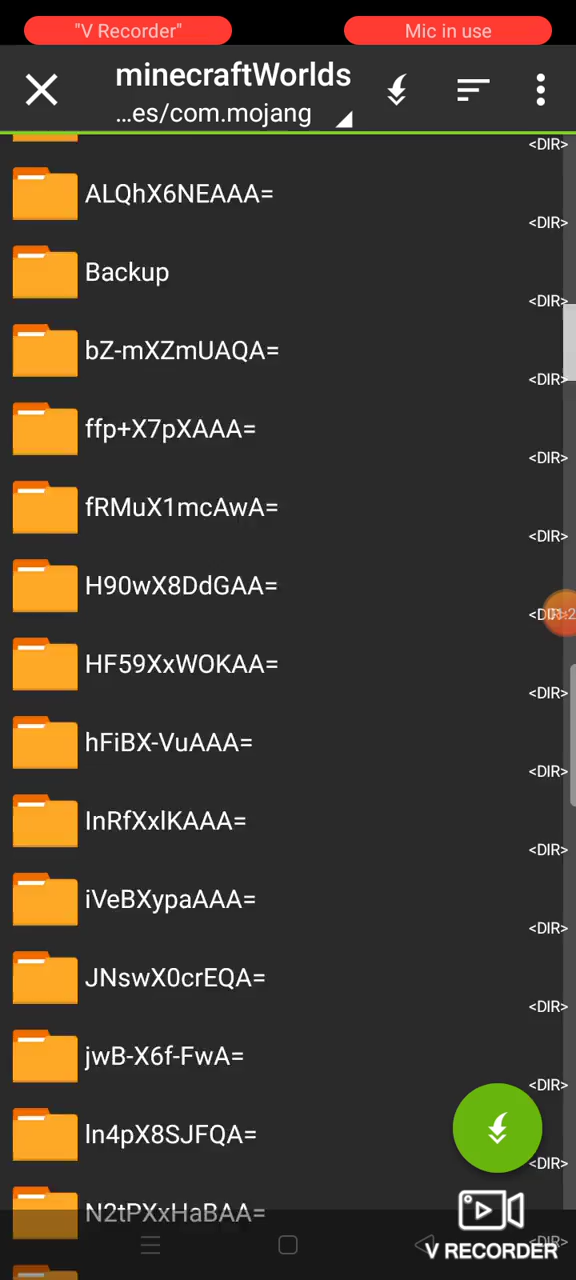 "V Recorder"
Mic in use
minecraftWorlds
...es/com.mojang
<DIR>
ALQhX6NEAAA=
<DIR>
Backup
<DIR>
bZ-mXZmUAQA=
<DIR>
ffp+X7pXAAA=
<DIR>
fRMuX1mcAwA=
<DIR>
H90wX8DdGAA=
<DIR>
HF59XxWOKAA=
<DIR>
hFiBX-VuAAA=
<DIR>
InRfXxlKAAA=
<DIR>
iVeBXypaAAA=
<DIR>
JNswX0crEQA=
<DIR>
jwB-X6f-FwA=
<DIR>
ln4pX8SJFQA=
<DIR>
N2tPXxHaBAA=
<DIR>
V RECORDER